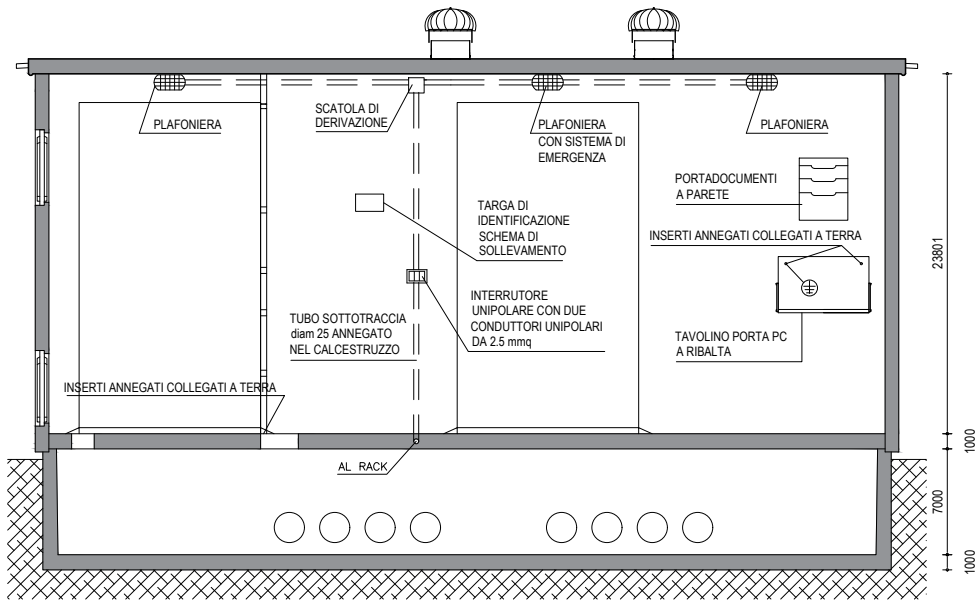 PLAFONIERA
SCATOLA DI
DERIVAZIONE
PLAFONIERA
CON SISTEMA DI
EMERGENZA
PLAFONIERA
PORTADOCUMENTI
A PARETE
TARGA DI
IDENTIFICAZIONE
SCHEMA DI
SOLLEVAMENTO
INSERTI ANNEGATI COLLEGATI A TERRA
23801
INTERRUTORE
UNIPOLARE CON DUE
CONDUTTORI UNIPOLARI
DA 2.5 mmq
TUBO SOTTOTRACCIA
diam 25 ANNEGATO
NEL CALCESTRUZZO
TAVOLINO PORTA PC
A RIBALTA
INSERTI ANNEGATI COLLEGATI A TERRA
AL RACK
1000
7000
1000